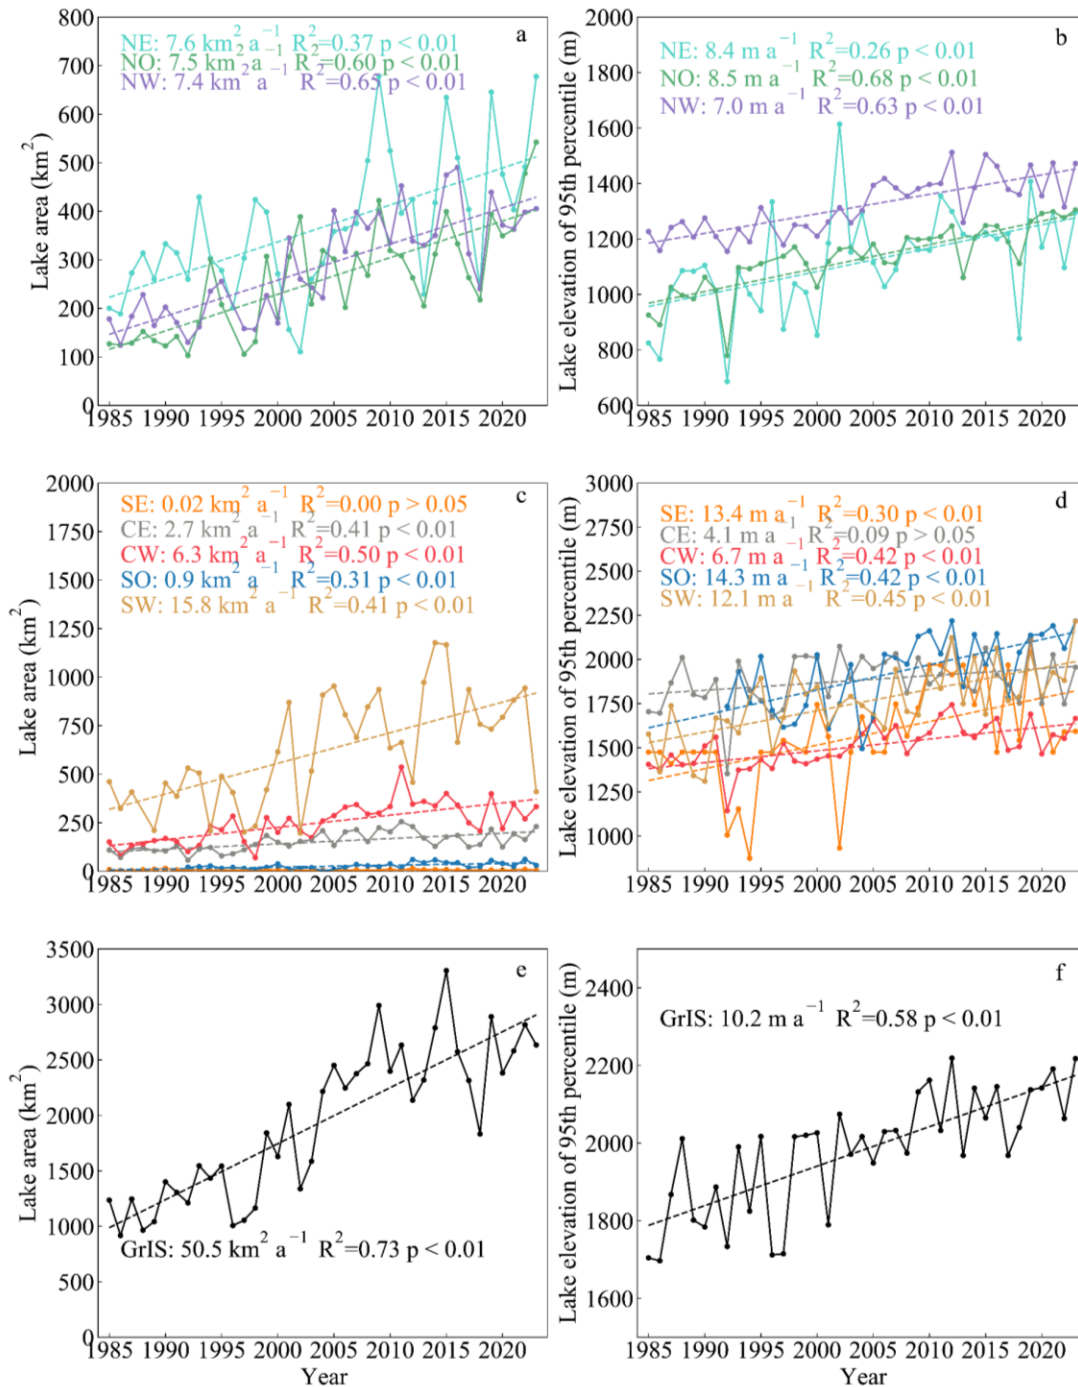 a
NE: 7.6 km² a⁻¹ R²=0.37 p < 0.01
NO: 7.5 km² a⁻¹ R²=0.60 p < 0.01
NW: 7.4 km² a⁻¹ R²=0.65 p < 0.01
Lake area (km²)
800
700
600
500
400
300
200
100
0
1985 1990 1995 2000 2005 2010 2015 2020
b
NE: 8.4 m a⁻¹ R²=0.26 p < 0.01
NO: 8.5 m a⁻¹ R²=0.68 p < 0.01
NW: 7.0 m a⁻¹ R²=0.63 p < 0.01
Lake elevation of 95th percentile (m)
2000
1800
1600
1400
1200
1000
800
600
1985 1990 1995 2000 2005 2010 2015 2020
c
SE: 0.02 km² a⁻¹ R²=0.00 p > 0.05
CE: 2.7 km² a⁻¹ R²=0.41 p < 0.01
CW: 6.3 km² a⁻¹ R²=0.50 p < 0.01
SO: 0.9 km² a⁻¹ R²=0.31 p < 0.01
SW: 15.8 km² a⁻¹ R²=0.41 p < 0.01
Lake area (km²)
2000
1750
1500
1250
1000
750
500
250
0
1985 1990 1995 2000 2005 2010 2015 2020
d
SE: 13.4 m a⁻¹ R²=0.30 p < 0.01
CE: 4.1 m a⁻¹ R²=0.09 p > 0.05
CW: 6.7 m a⁻¹ R²=0.42 p < 0.01
SO: 14.3 m a⁻¹ R²=0.42 p < 0.01
SW: 12.1 m a⁻¹ R²=0.45 p < 0.01
Lake elevation of 95th percentile (m)
3000
2750
2500
2250
2000
1750
1500
1250
1000
1985 1990 1995 2000 2005 2010 2015 2020
e
GrIS: 50.5 km² a⁻¹ R²=0.73 p < 0.01
Lake area (km²)
3500
3000
2500
2000
1500
1000
500
0
1985 1990 1995 2000 2005 2010 2015 2020
Year
f
GrIS: 10.2 m a⁻¹ R²=0.58 p < 0.01
Lake elevation of 95th percentile (m)
2400
2200
2000
1800
1600
1500
1985 1990 1995 2000 2005 2010 2015 2020
Year